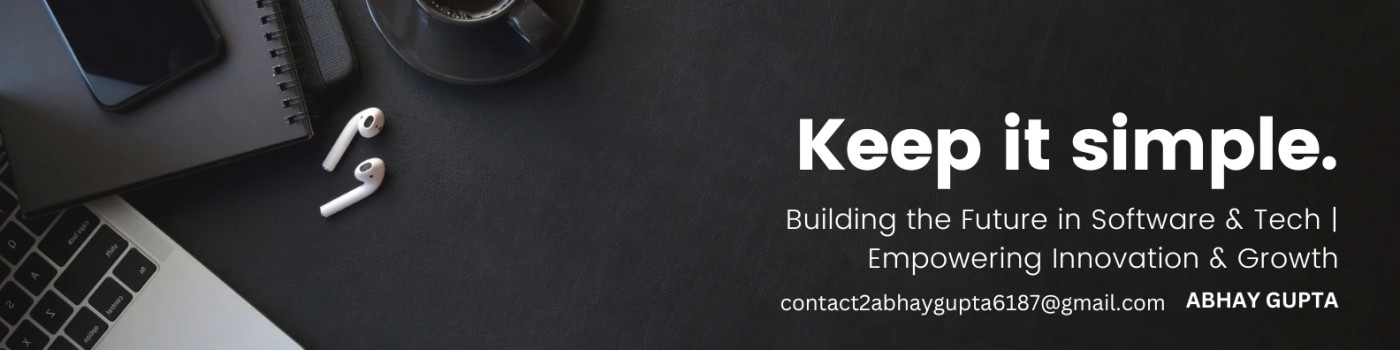 Keep it simple.
Building the Future in Software & Tech |
Empowering Innovation & Growth
contact2abhaygupta6187@gmail.com ABHAY GUPTA